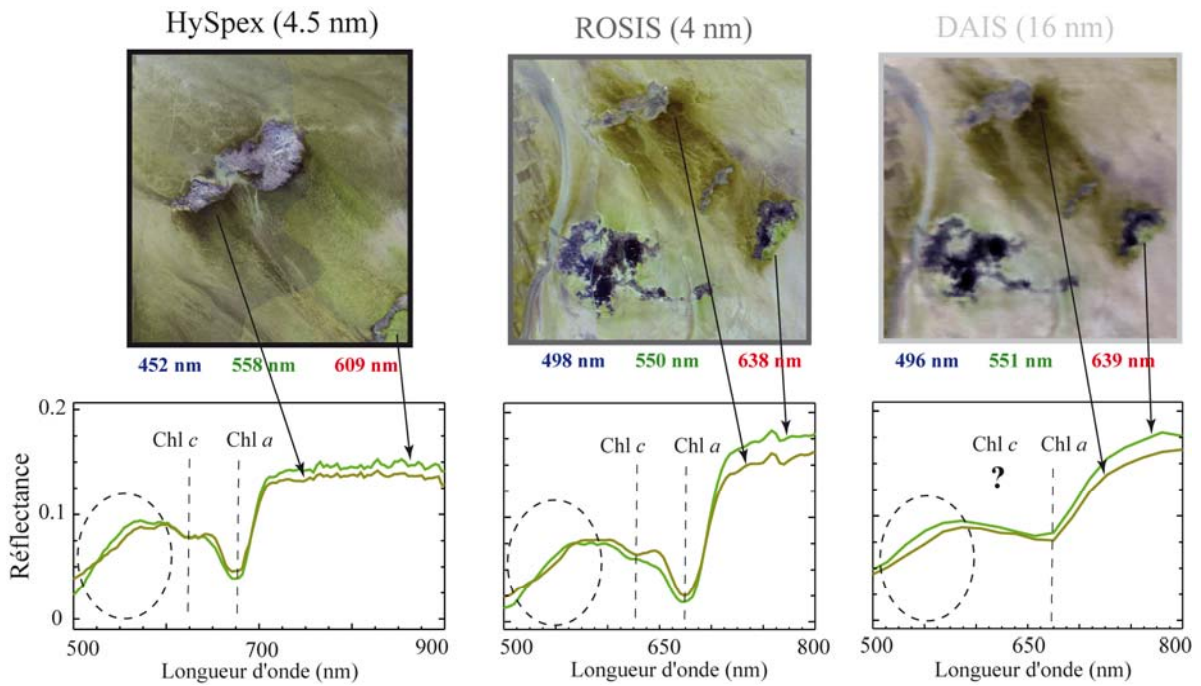 HySpex (4.5 nm)
ROSIS (4 nm)
DAIS (16 nm)
452 nm 558 nm 609 nm
498 nm 550 nm 638 nm
496 nm 551 nm 639 nm
Réflectance
0.2
0.1
0
Chl c
Chl a
500 700 900
Longueur d'onde (nm)
Chl c
Chl a
500 650 800
Longueur d'onde (nm)
Chl c
?
Chl a
500 650 800
Longueur d'onde (nm)